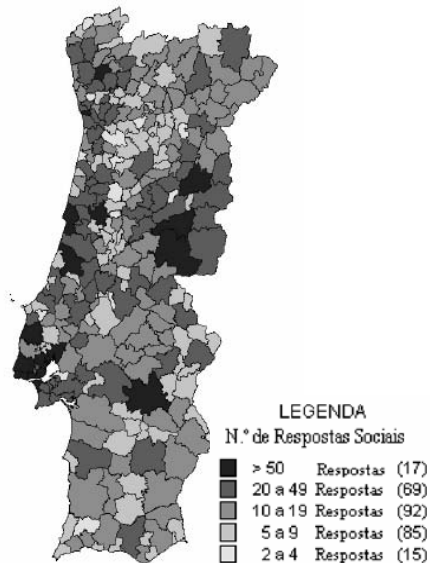 LEGENDA
N.º de Respostas Sociais
> 50 Respostas (17)
20 a 49 Respostas (69)
10 a 19 Respostas (92)
5 a 9 Respostas (85)
2 a 4 Respostas (15)